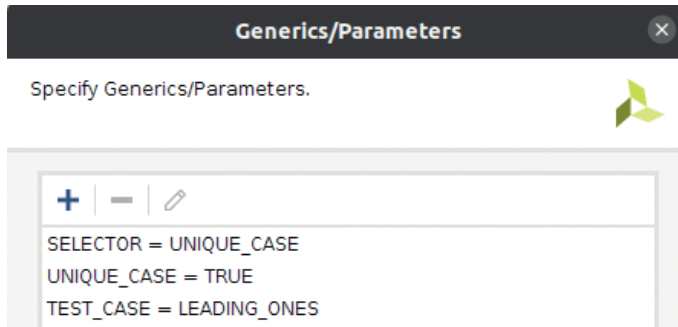 Generics/Parameters
Specify Generics/Parameters.
SELECTOR = UNIQUE_CASE
UNIQUE_CASE = TRUE
TEST_CASE = LEADING_ONES